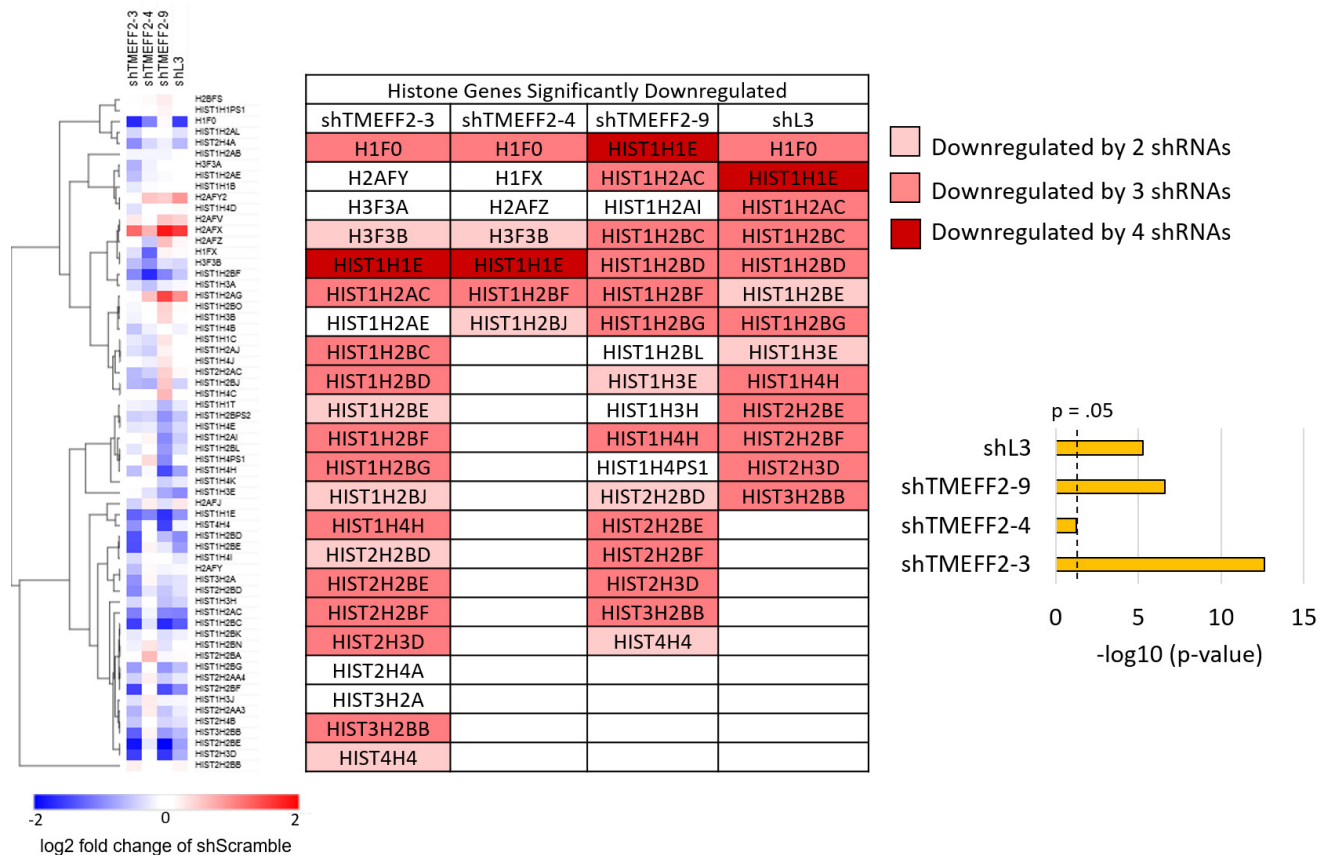 shTMEFF2-3
shTMEFF2-4
shTMEFF2-9
shL3
H2BFS
HIST1H1PS1
H1F0
HIST1H2AL
HIST2H4A
HIST1H2AB
H3F3A
HIST1H2AE
HIST1H1B
H2AFY2
HIST1H4D
H2AFV
H2AFX
H2AFZ
H1FX
H3F3B
HIST1H2BF
HIST1H3A
HIST1H2AG
HIST1H2BO
HIST1H3B
HIST1H4B
HIST1H1C
HIST1H2AJ
HIST1H4J
HIST2H2AC
HIST1H2BJ
HIST1H4C
HIST1H1T
HIST1H2BPS2
HIST1H4E
HIST1H2AI
HIST1H2BL
HIST1H4PS1
HIST1H4H
HIST1H4K
HIST1H3E
H2AFJ
HIST1H1E
HIST4H4
HIST1H2BD
HIST1H2BE
HIST1H4I
H2AFY
HIST3H2A
HIST2H2BD
HIST1H3H
HIST1H2AC
HIST1H2BC
HIST1H2BK
HIST1H2BN
HIST2H2BA
HIST1H2BG
HIST2H2AA4
HIST2H2BF
HIST1H3J
HIST2H2AA3
HIST2H4B
HIST3H2BB
HIST2H2BE
HIST2H3D
HIST2H2BB
-2 0 2
log2 fold change of shScramble
Histone Genes Significantly Downregulated
shTMEFF2-3 shTMEFF2-4 shTMEFF2-9 shL3
H1F0 H1F0 HIST1H1E H1F0
H2AFY H1FX HIST1H2AC HIST1H1E
H3F3A H2AFZ HIST1H2AI HIST1H2AC
H3F3B H3F3B HIST1H2BC HIST1H2BC
HIST1H1E HIST1H1E HIST1H2BD HIST1H2BD
HIST1H2AC HIST1H2BF HIST1H2BF HIST1H2BE
HIST1H2AE HIST1H2BJ HIST1H2BG HIST1H2BG
HIST1H2BC HIST1H2BL HIST1H3E
HIST1H2BD HIST1H3E HIST1H4H
HIST1H2BE HIST1H3H HIST2H2BE
HIST1H2BF HIST1H4H HIST2H2BF
HIST1H2BG HIST1H4PS1 HIST2H3D
HIST1H2BJ HIST2H2BD HIST3H2BB
HIST1H4H HIST2H2BE
HIST2H2BD HIST2H2BF
HIST2H2BE HIST2H3D
HIST2H2BF HIST3H2BB
HIST2H3D HIST4H4
HIST2H4A
HIST3H2A
HIST3H2BB
HIST4H4
Downregulated by 2 shRNAs
Downregulated by 3 shRNAs
Downregulated by 4 shRNAs
p = .05
shL3
shTMEFF2-9
shTMEFF2-4
shTMEFF2-3
0 5 10 15
-log10 (p-value)